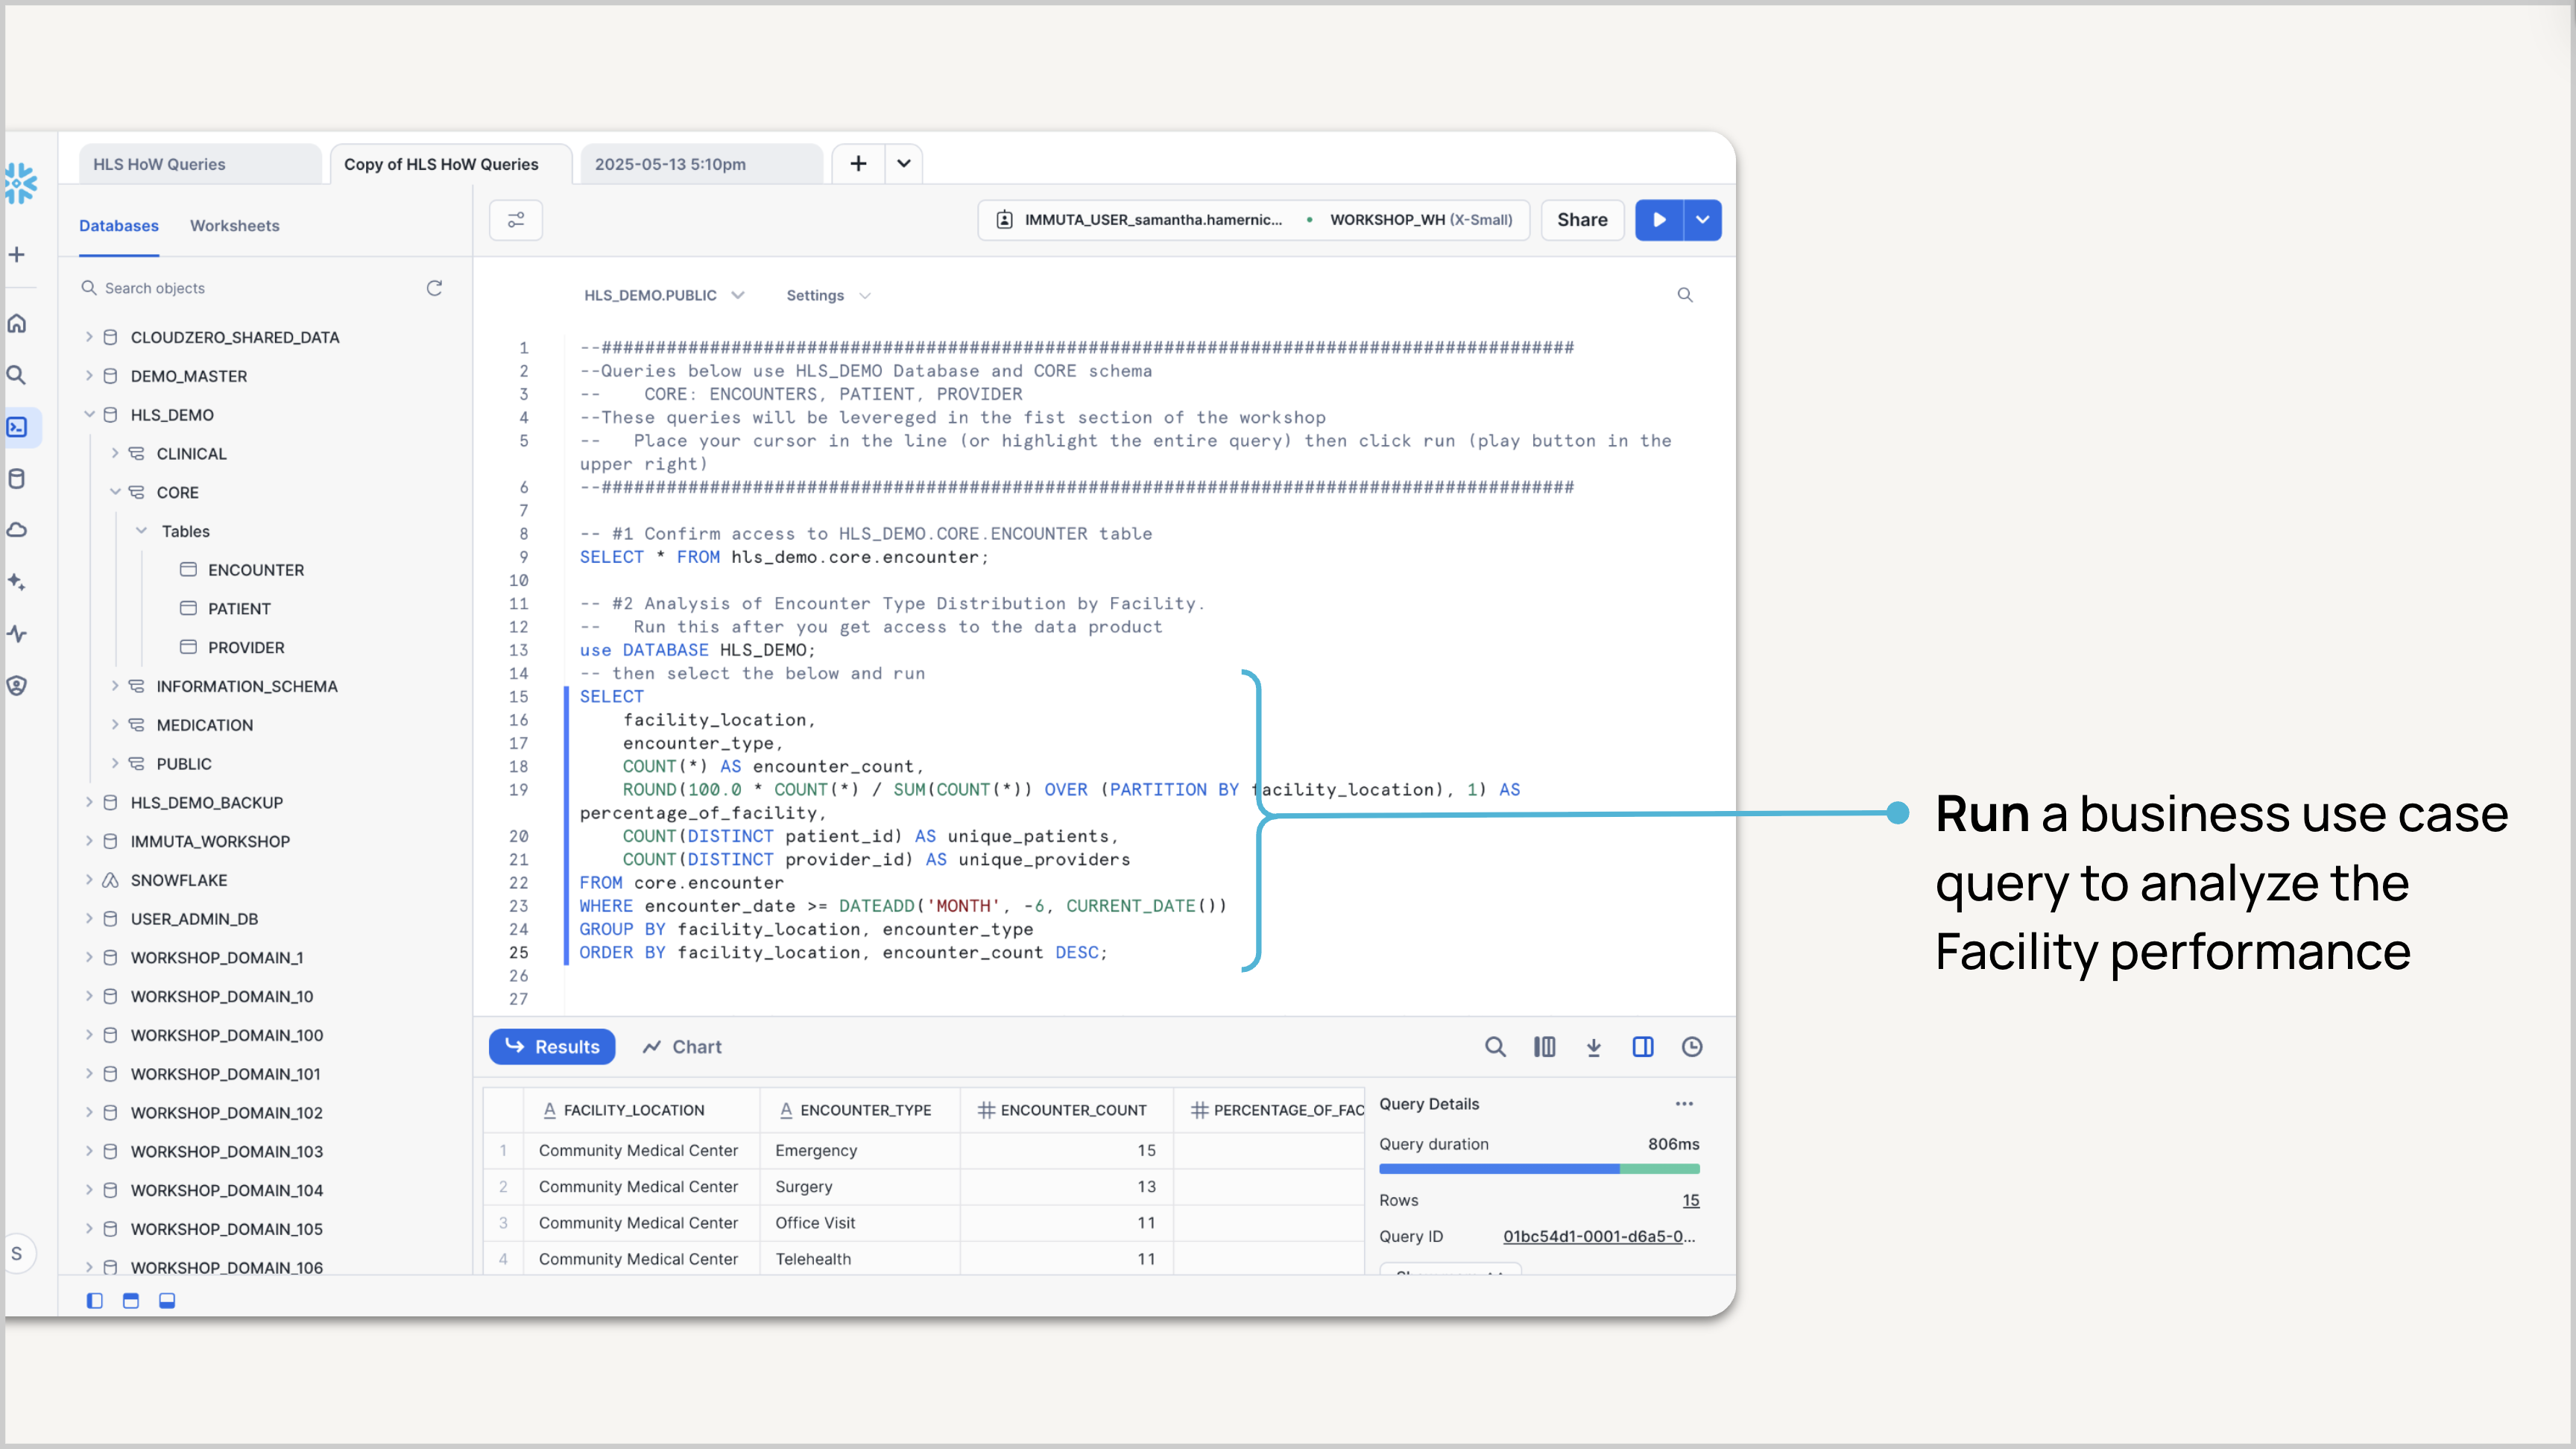 HLS HoW Queries
Copy of HLS HoW Queries
2025-05-13 5:10pm
Databases
Worksheets
IMMUTA_USER_samantha.hamernic...
WORKSHOP_WH (X-Small)
Share
Search objects
CLOUDZERO_SHARED_DATA
DEMO_MASTER
HLS_DEMO
CLINICAL
CORE
Tables
ENCOUNTER
PATIENT
PROVIDER
INFORMATION_SCHEMA
MEDICATION
PUBLIC
HLS_DEMO_BACKUP
IMMUTA_WORKSHOP
SNOWFLAKE
USER_ADMIN_DB
WORKSHOP_DOMAIN_1
WORKSHOP_DOMAIN_10
WORKSHOP_DOMAIN_100
WORKSHOP_DOMAIN_101
WORKSHOP_DOMAIN_102
WORKSHOP_DOMAIN_103
WORKSHOP_DOMAIN_104
WORKSHOP_DOMAIN_105
WORKSHOP_DOMAIN_106
S
HLS_DEMO.PUBLIC
Settings
1 --##########################################################################################
2 --Queries below use HLS_DEMO Database and CORE schema
3 --    CORE: ENCOUNTERS, PATIENT, PROVIDER
4 --These queries will be levereged in the fist section of the workshop
5 --   Place your cursor in the line (or highlight the entire query) then click run (play button in the
upper right)
6 --##########################################################################################
7
8 -- #1 Confirm access to HLS_DEMO.CORE.ENCOUNTER table
9 SELECT * FROM hls_demo.core.encounter;
10
11 -- #2 Analysis of Encounter Type Distribution by Facility.
12 --   Run this after you get access to the data product
13 use DATABASE HLS_DEMO;
14 -- then select the below and run
15 SELECT
16     facility_location,
17     encounter_type,
18     COUNT(*) AS encounter_count,
19     ROUND(100.0 * COUNT(*) / SUM(COUNT(*)) OVER (PARTITION BY facility_location), 1) AS
percentage_of_facility,
20     COUNT(DISTINCT patient_id) AS unique_patients,
21     COUNT(DISTINCT provider_id) AS unique_providers
22 FROM core.encounter
23 WHERE encounter_date >= DATEADD('MONTH', -6, CURRENT_DATE())
24 GROUP BY facility_location, encounter_type
25 ORDER BY facility_location, encounter_count DESC;
26
27
Results
Chart
FACILITY_LOCATION ENCOUNTER_TYPE ENCOUNTER_COUNT PERCENTAGE_OF_FAC
1 Community Medical Center Emergency 15
2 Community Medical Center Surgery 13
3 Community Medical Center Office Visit 11
4 Community Medical Center Telehealth 11
Query Details
Query duration 806ms
Rows 15
Query ID 01bc54d1-0001-d6a5-0...
Run a business use case
query to analyze the
Facility performance